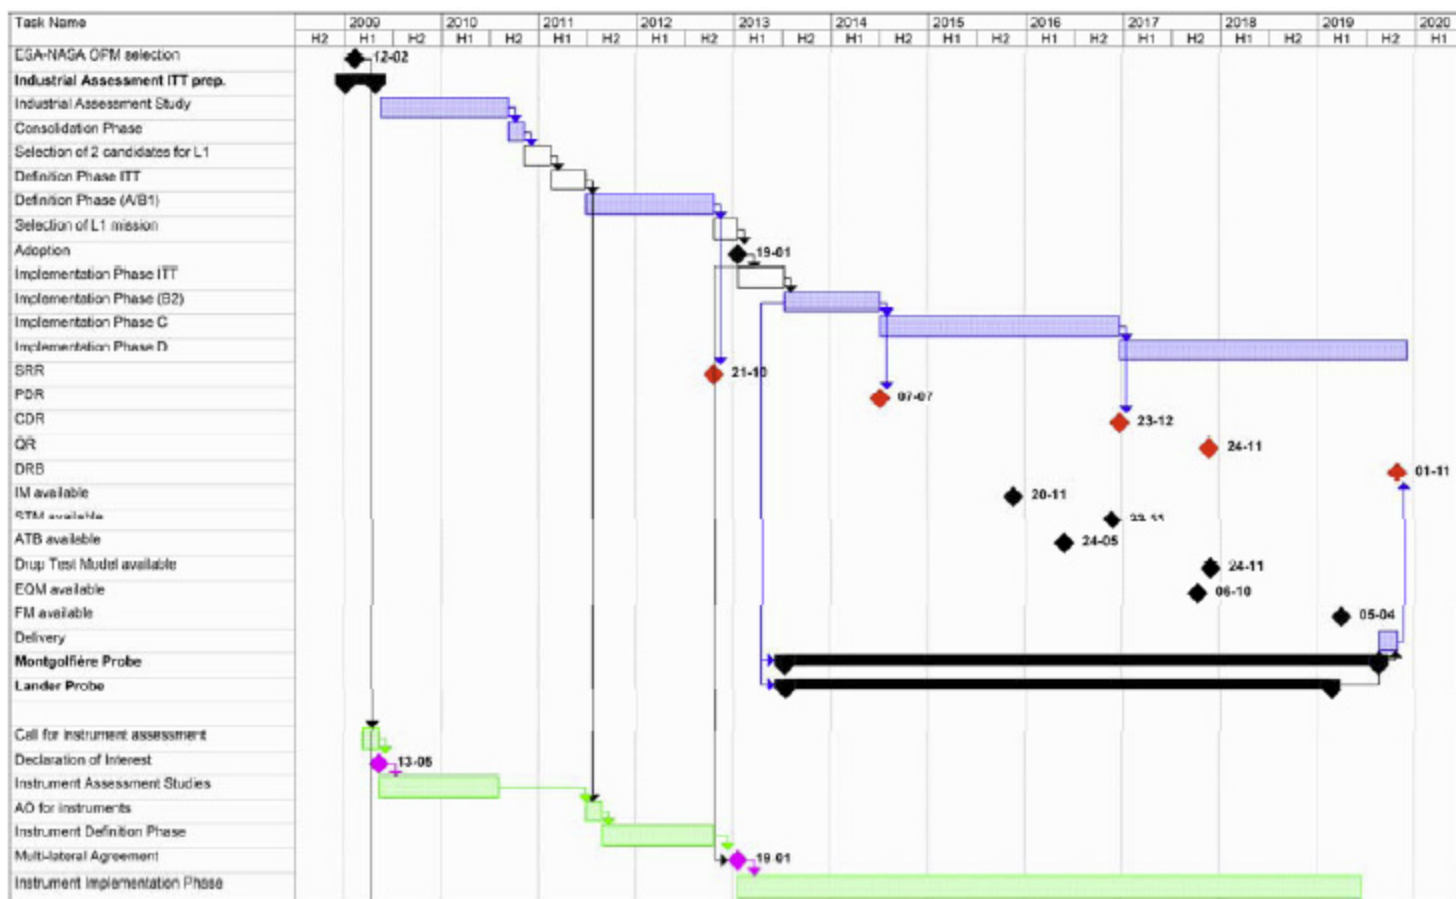 Task Name 2009 2010 2011 2012 2013 2014 2015 2016 2017 2018 2019 2020
H2 H1 H2 H1 H2 H1 H2 H1 H2 H1 H2 H1 H2 H1 H2 H1 H2 H1 H2 H1 H2 H1 H2 H1
ESA-NASA OPM selection 12-02
Industrial Assessment ITT prep.
Industrial Assessment Study
Consolidation Phase
Selection of 2 candidates for L1
Definition Phase ITT
Definition Phase (A/B1)
Selection of L1 mission
Adoption 19-01
Implementation Phase ITT
Implementation Phase (B2)
Implementation Phase C
Implementation Phase D
SRR 21-10
PDR 07-07
CDR 23-12
QR 24-11
DRB 01-11
IM available 20-11
STM available
ATB available 24-05
Drop Test Model available 24-11
EQM available 06-10
FM available 05-04
Delivery
Montgolfière Probe
Lander Probe
Call for instrument assessment
Declaration of Interest 13-05
Instrument Assessment Studies
AO for instruments
Instrument Definition Phase
Multi-lateral Agreement 19-01
Instrument Implementation Phase